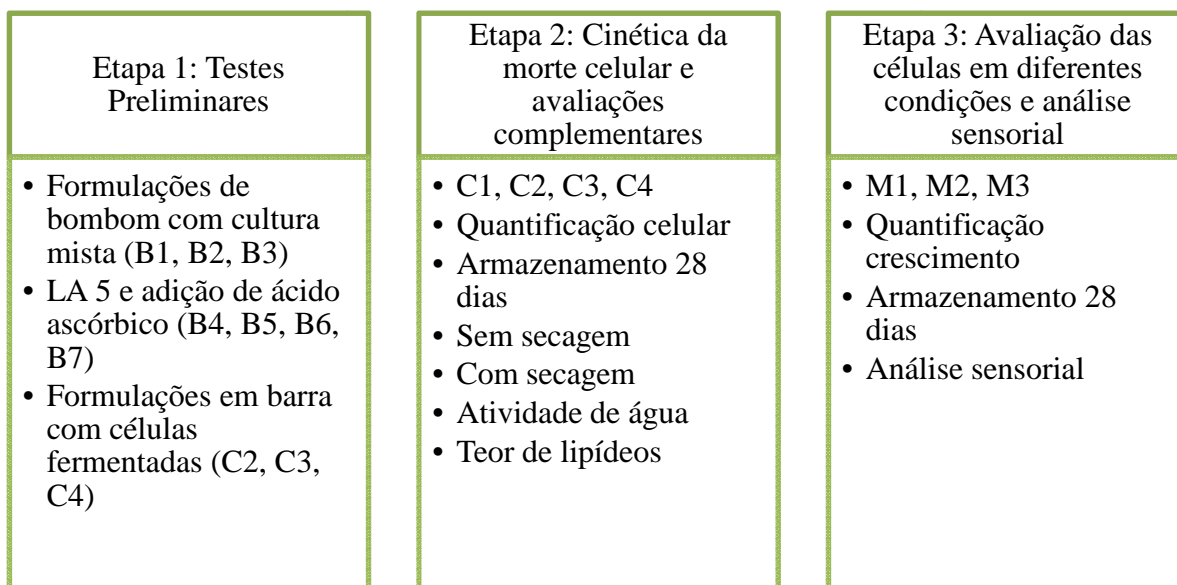 Etapa 1: Testes
Preliminares
• Formulações de
bombom com cultura
mista (B1, B2, B3)
• LA 5 e adição de ácido
ascórbico (B4, B5, B6,
B7)
• Formulações em barra
com células
fermentadas (C2, C3,
C4)
Etapa 2: Cinética da
morte celular e
avaliações
complementares
• C1, C2, C3, C4
• Quantificação celular
• Armazenamento 28
dias
• Sem secagem
• Com secagem
• Atividade de água
• Teor de lipídeos
Etapa 3: Avaliação das
células em diferentes
condições e análise
sensorial
• M1, M2, M3
• Quantificação
crescimento
• Armazenamento 28
dias
• Análise sensorial